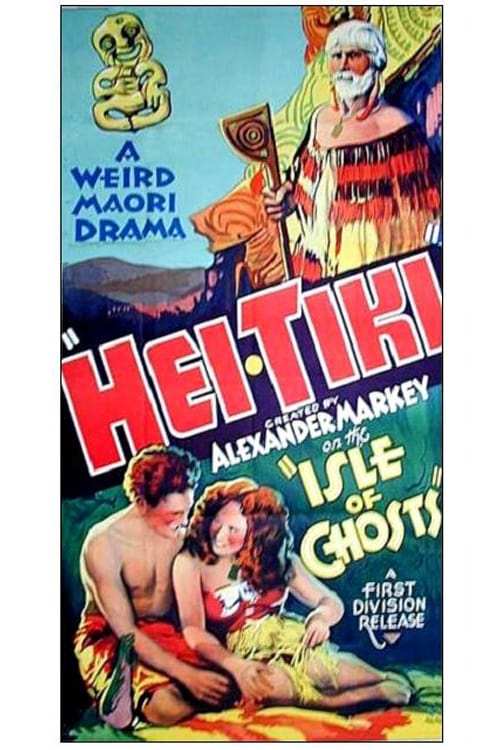 A
WEIRD
MAORI
DRAMA
"HEI-TIKI"
CREATED BY
ALEXANDER MARKEY
on the
"ISLE
OF
GHOSTS"
A
FIRST
DIVISION
RELEASE